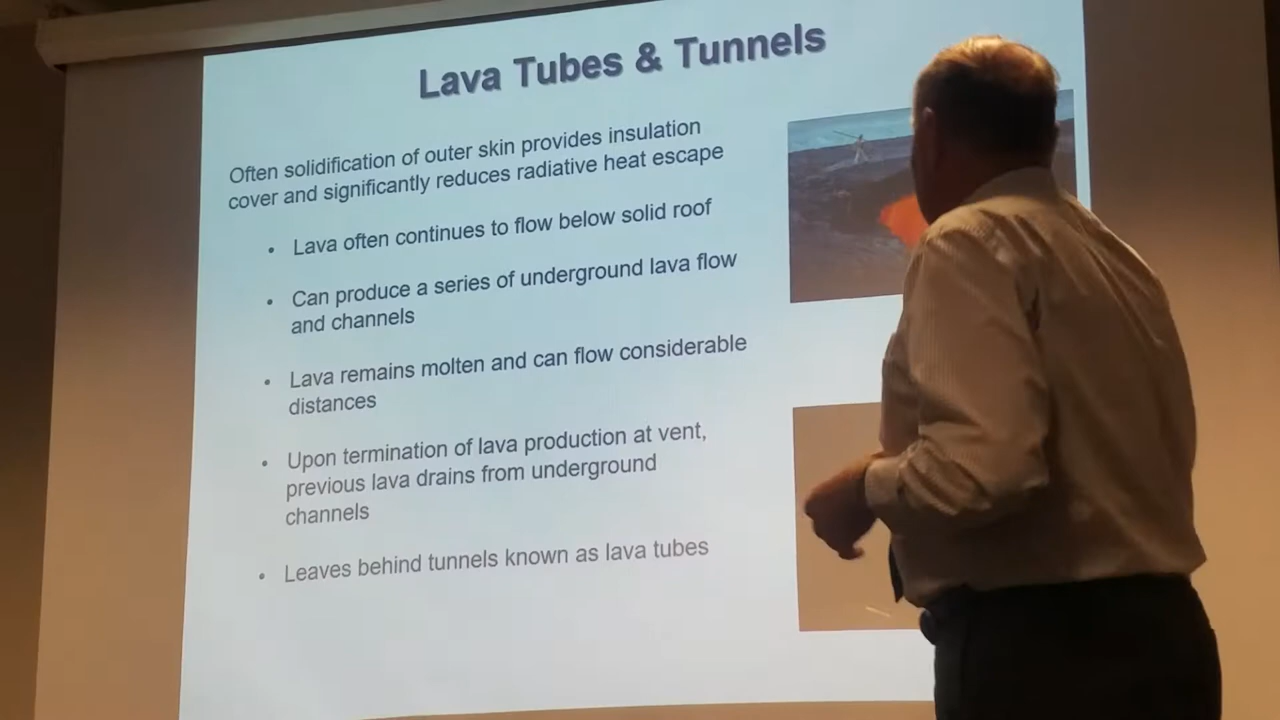 Lava Tubes & Tunnels
Often solidification of outer skin provides insulation
cover and significantly reduces radiative heat escape
• Lava often continues to flow below solid roof
• Can produce a series of underground lava flow
and channels
• Lava remains molten and can flow considerable
distances
• Upon termination of lava production at vent,
previous lava drains from underground
channels
• Leaves behind tunnels known as lava tubes